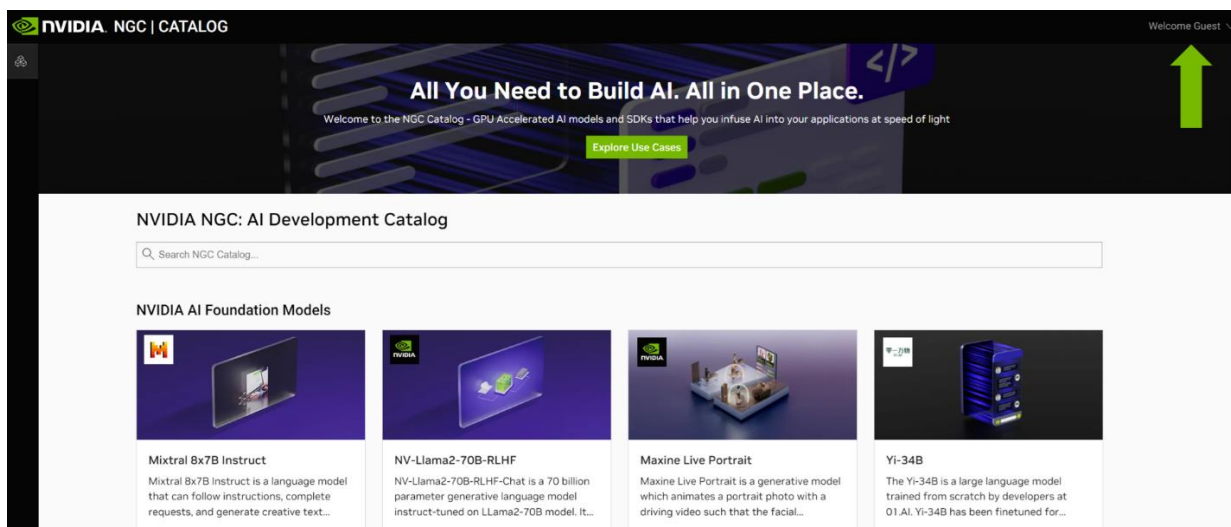 NVIDIA. NGC | CATALOG
Welcome Guest
All You Need to Build AI. All in One Place.
Welcome to the NGC Catalog - GPU Accelerated AI models and SDKs that help you infuse AI into your applications at speed of light
Explore Use Cases
NVIDIA NGC: AI Development Catalog
Search NGC Catalog...
NVIDIA AI Foundation Models
NVIDIA
NVIDIA
零一万物
Mixtral 8x7B Instruct
Mixtral 8x7B Instruct is a language model
that can follow instructions, complete
requests, and generate creative text...
NV-Llama2-70B-RLHF
NV-Llama2-70B-RLHF-Chat is a 70 billion
parameter generative language model
instruct-tuned on LLama2-70B model. It...
Maxine Live Portrait
Maxine Live Portrait is a generative model
which animates a portrait photo with a
driving video such that the facial...
Yi-34B
The Yi-34B is a large language model
trained from scratch by developers at
01.AI. Yi-34B has been finetuned for...